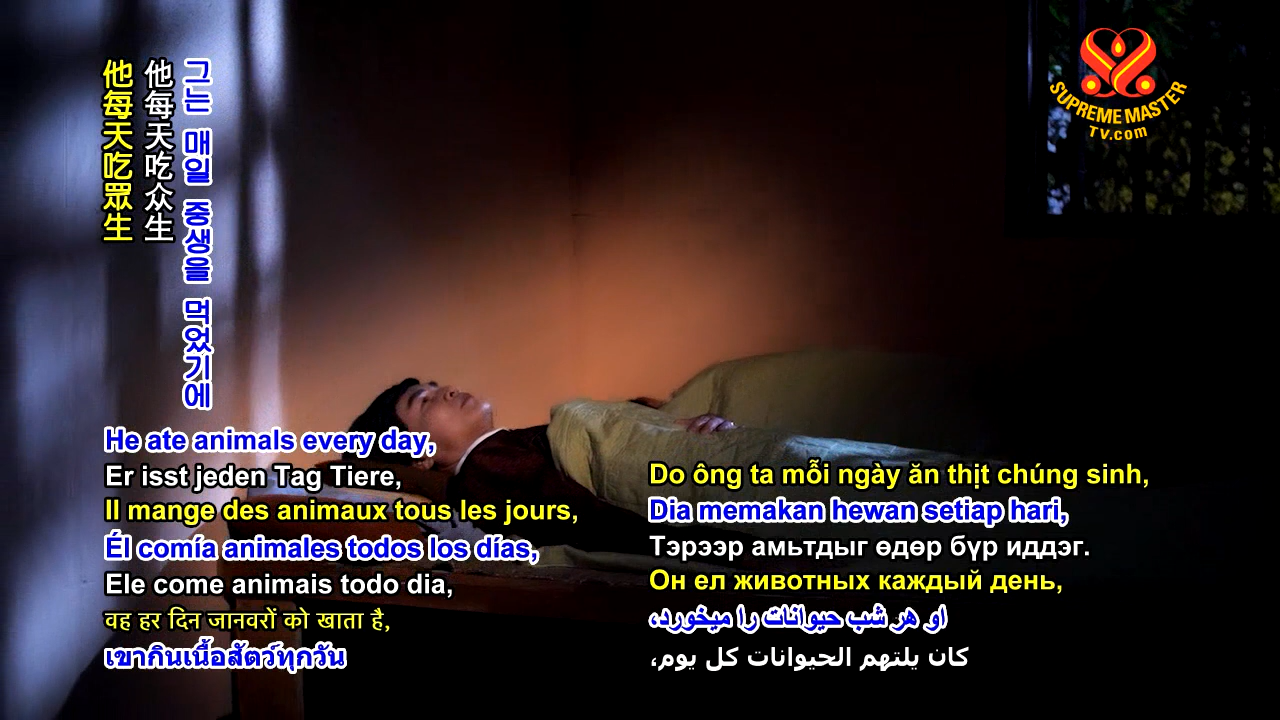 他每天吃眾生
他每天吃众生
그는 매일 중생을 먹었기에
He ate animals every day,
Er isst jeden Tag Tiere,
Il mange des animaux tous les jours,
Él comía animales todos los días,
Ele come animais todo dia,
वह हर दिन जानवरों को खाता है,
เขากินเนื้อสัตว์ทุกวัน
Do ông ta mỗi ngày ăn thịt chúng sinh,
Dia memakan hewan setiap hari,
Тэрээр амьтдыг өдөр бүр иддэг.
Он ел животных каждый день,
او هر شب حیوانات را میخورد،
كان يلتهم الحيوانات كل يوم،
SUPREME MASTER
TV.com